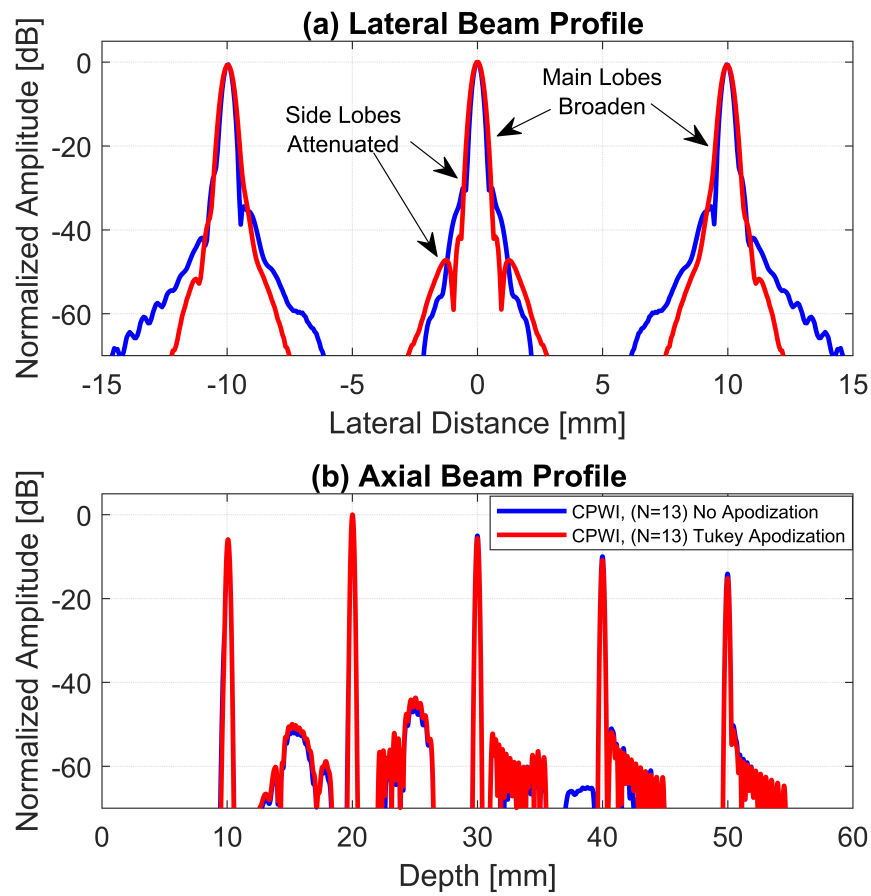 (a) Lateral Beam Profile
Normalized Amplitude [dB]
0
-20
-40
-60
Side Lobes
Attenuated
Main Lobes
Broaden
-15
-10
-5
0
5
10
15
Lateral Distance [mm]
(b) Axial Beam Profile
Normalized Amplitude [dB]
0
-20
-40
-60
CPWI, (N=13) No Apodization
CPWI, (N=13) Tukey Apodization
0
10
20
30
40
50
60
Depth [mm]